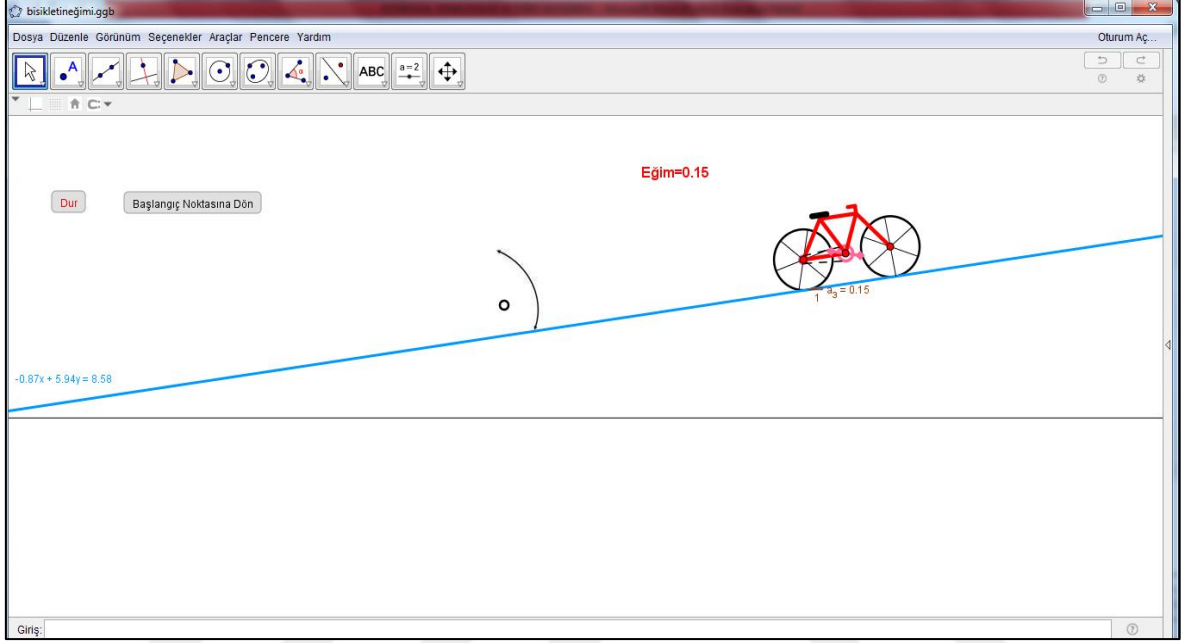 bisikletineğimi.ggb
Dosya Düzenle Görünüm Seçenekler Araçlar Pencere Yardım
Oturum Aç...
A
α
ABC
a=2
Eğim=0.15
Dur
Başlangıç Noktasına Dön
1
a3 = 0.15
-0.87x + 5.94y = 8.58
Giriş: